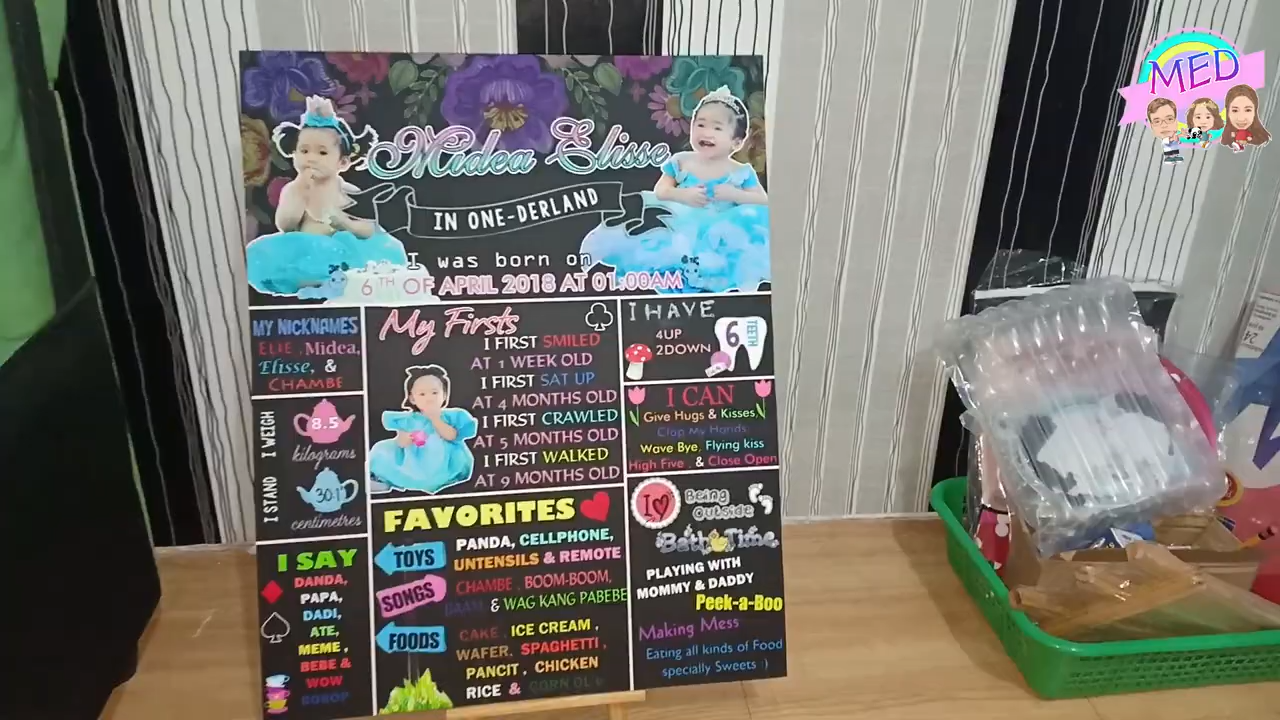 MED
Midea Elisse
IN ONE-DERLAND
I was born on
6TH OF APRIL 2018 AT 01:00AM
MY NICKNAMES
ELIE, Midea,
Elisse, &
CHAMBE
I WEIGH
8.5
kilograms
I STAND
30.1"
centimetres
I SAY
DANDA,
PAPA,
DADI,
ATE,
MEME,
BEBE &
WOW
My Firsts
I FIRST SMILED
AT 1 WEEK OLD
I FIRST SAT UP
AT 4 MONTHS OLD
I FIRST CRAWLED
AT 5 MONTHS OLD
I FIRST WALKED
AT 9 MONTHS OLD
FAVORITES
TOYS
PANDA, CELLPHONE,
UNTENSILS & REMOTE
SONGS
CHAMBE, BOOM-BOOM,
& WAG KANG PABEBE
FOODS
CAKE, ICE CREAM,
WAFER, SPAGHETTI,
PANCIT, CHICKEN
RICE &
I HAVE
4UP
2DOWN
6 TEETH
I CAN
Give Hugs & Kisses
Clap My Hands
Wave Bye, Flying kiss
High Five, & Close Open
I
Being
Outside
Bath Time
PLAYING WITH
MOMMY & DADDY
Peek-a-Boo
Making Mess
Eating all kinds of Food
specially Sweets :)
24